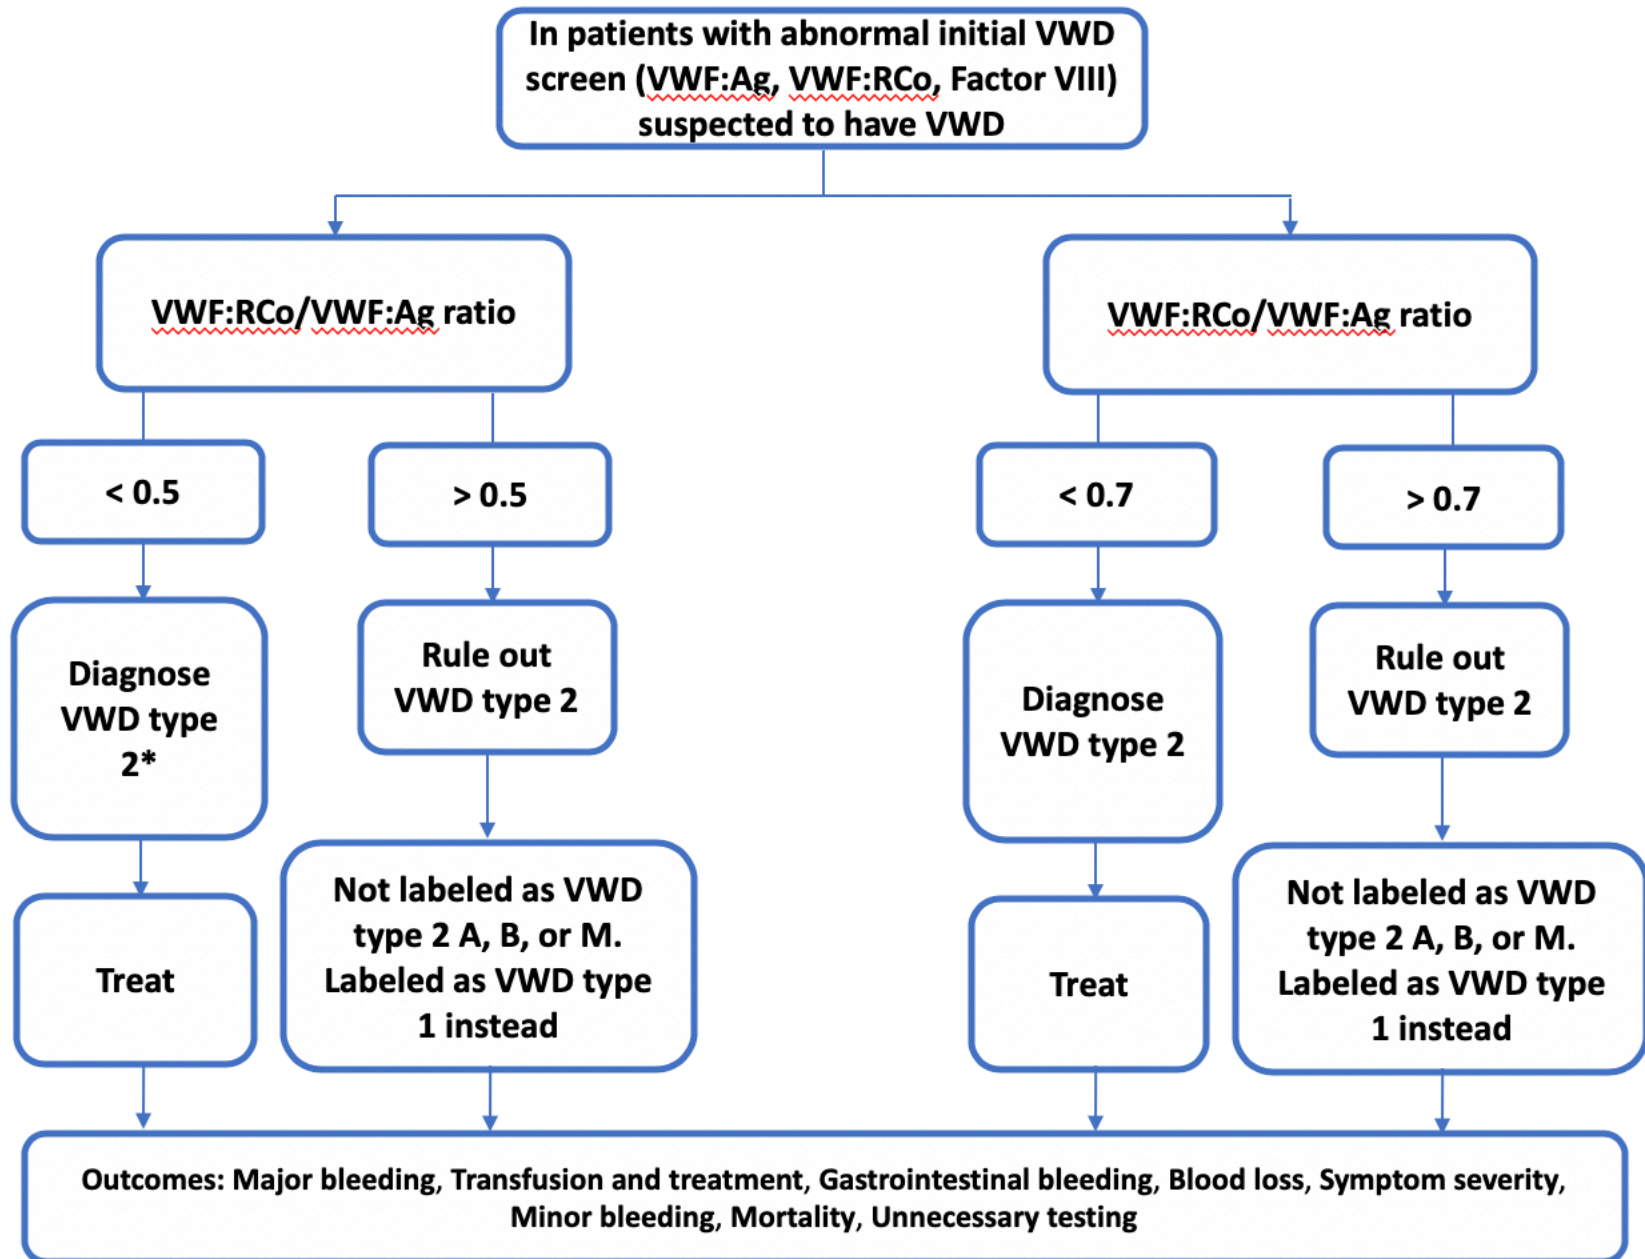 In patients with abnormal initial VWD
screen (VWF:Ag, VWF:RCo, Factor VIII)
suspected to have VWD
VWF:RCo/VWF:Ag ratio
VWF:RCo/VWF:Ag ratio
< 0.5
> 0.5
< 0.7
> 0.7
Diagnose
VWD type
2*
Rule out
VWD type 2
Diagnose
VWD type 2
Rule out
VWD type 2
Treat
Not labeled as VWD
type 2 A, B, or M.
Labeled as VWD type
1 instead
Treat
Not labeled as VWD
type 2 A, B, or M.
Labeled as VWD type
1 instead
Outcomes: Major bleeding, Transfusion and treatment, Gastrointestinal bleeding, Blood loss, Symptom severity,
Minor bleeding, Mortality, Unnecessary testing